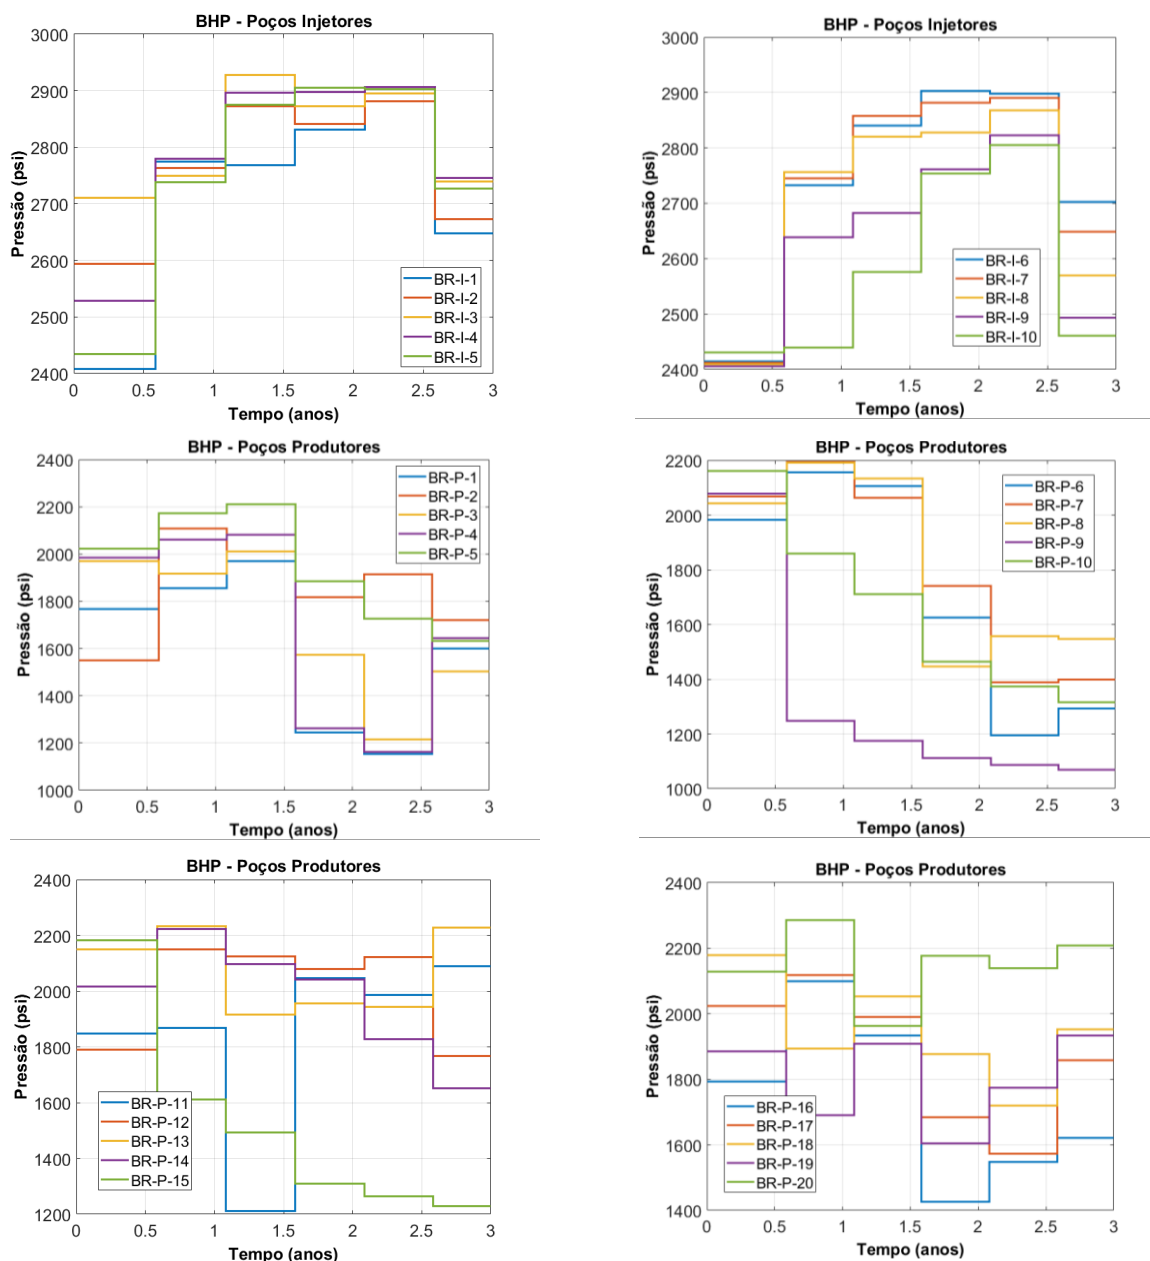 BHP - Poços Injetores
3000
2900
2800
2700
2600
2500
2400
Pressão (psi)
BR-I-1
BR-I-2
BR-I-3
BR-I-4
BR-I-5
0 0.5 1 1.5 2 2.5 3
Tempo (anos)
BHP - Poços Injetores
3000
2900
2800
2700
2600
2500
2400
Pressão (psi)
BR-I-6
BR-I-7
BR-I-8
BR-I-9
BR-I-10
0 0.5 1 1.5 2 2.5 3
Tempo (anos)
BHP - Poços Produtores
2400
2200
2000
1800
1600
1400
1200
1000
Pressão (psi)
BR-P-1
BR-P-2
BR-P-3
BR-P-4
BR-P-5
0 0.5 1 1.5 2 2.5 3
Tempo (anos)
BHP - Poços Produtores
2200
2000
1800
1600
1400
1200
1000
Pressão (psi)
BR-P-6
BR-P-7
BR-P-8
BR-P-9
BR-P-10
0 0.5 1 1.5 2 2.5 3
Tempo (anos)
BHP - Poços Produtores
2400
2200
2000
1800
1600
1400
1200
Pressão (psi)
BR-P-11
BR-P-12
BR-P-13
BR-P-14
BR-P-15
0 0.5 1 1.5 2 2.5 3
Tempo (anos)
BHP - Poços Produtores
2400
2200
2000
1800
1600
1400
Pressão (psi)
BR-P-16
BR-P-17
BR-P-18
BR-P-19
BR-P-20
0 0.5 1 1.5 2 2.5 3
Tempo (anos)